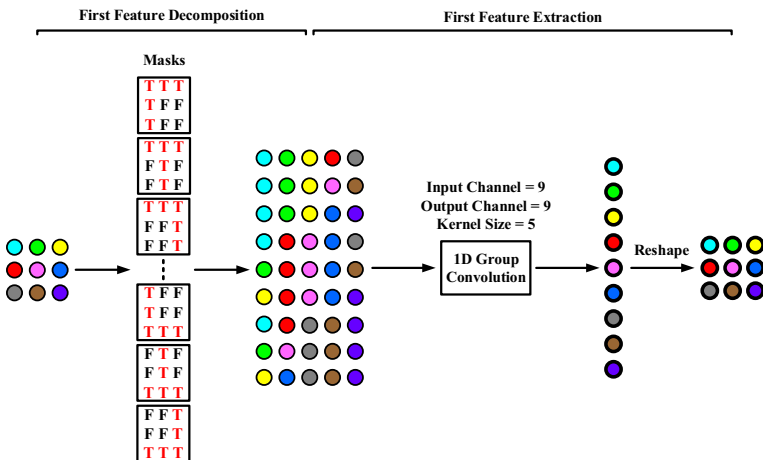 First Feature Decomposition
First Feature Extraction
Masks
T T T
T F F
T F F
T T T
F T F
F T F
T T T
F F T
F F T
T F F
T F F
T T T
F T F
F T F
T T T
F F T
F F T
T T T
Input Channel = 9
Output Channel = 9
Kernel Size = 5
1D Group
Convolution
Reshape